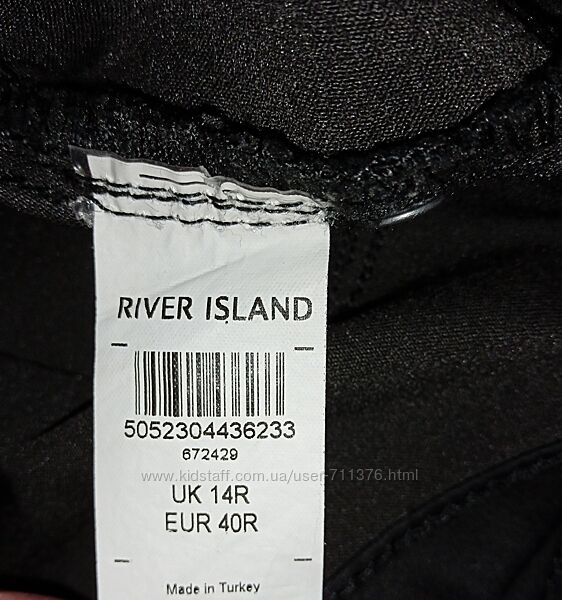 RIVER ISLAND
5052304436233
672429
www.kidstaff.com.ua/user-711376.html
UK 14R
EUR 40R
Made in Turkey